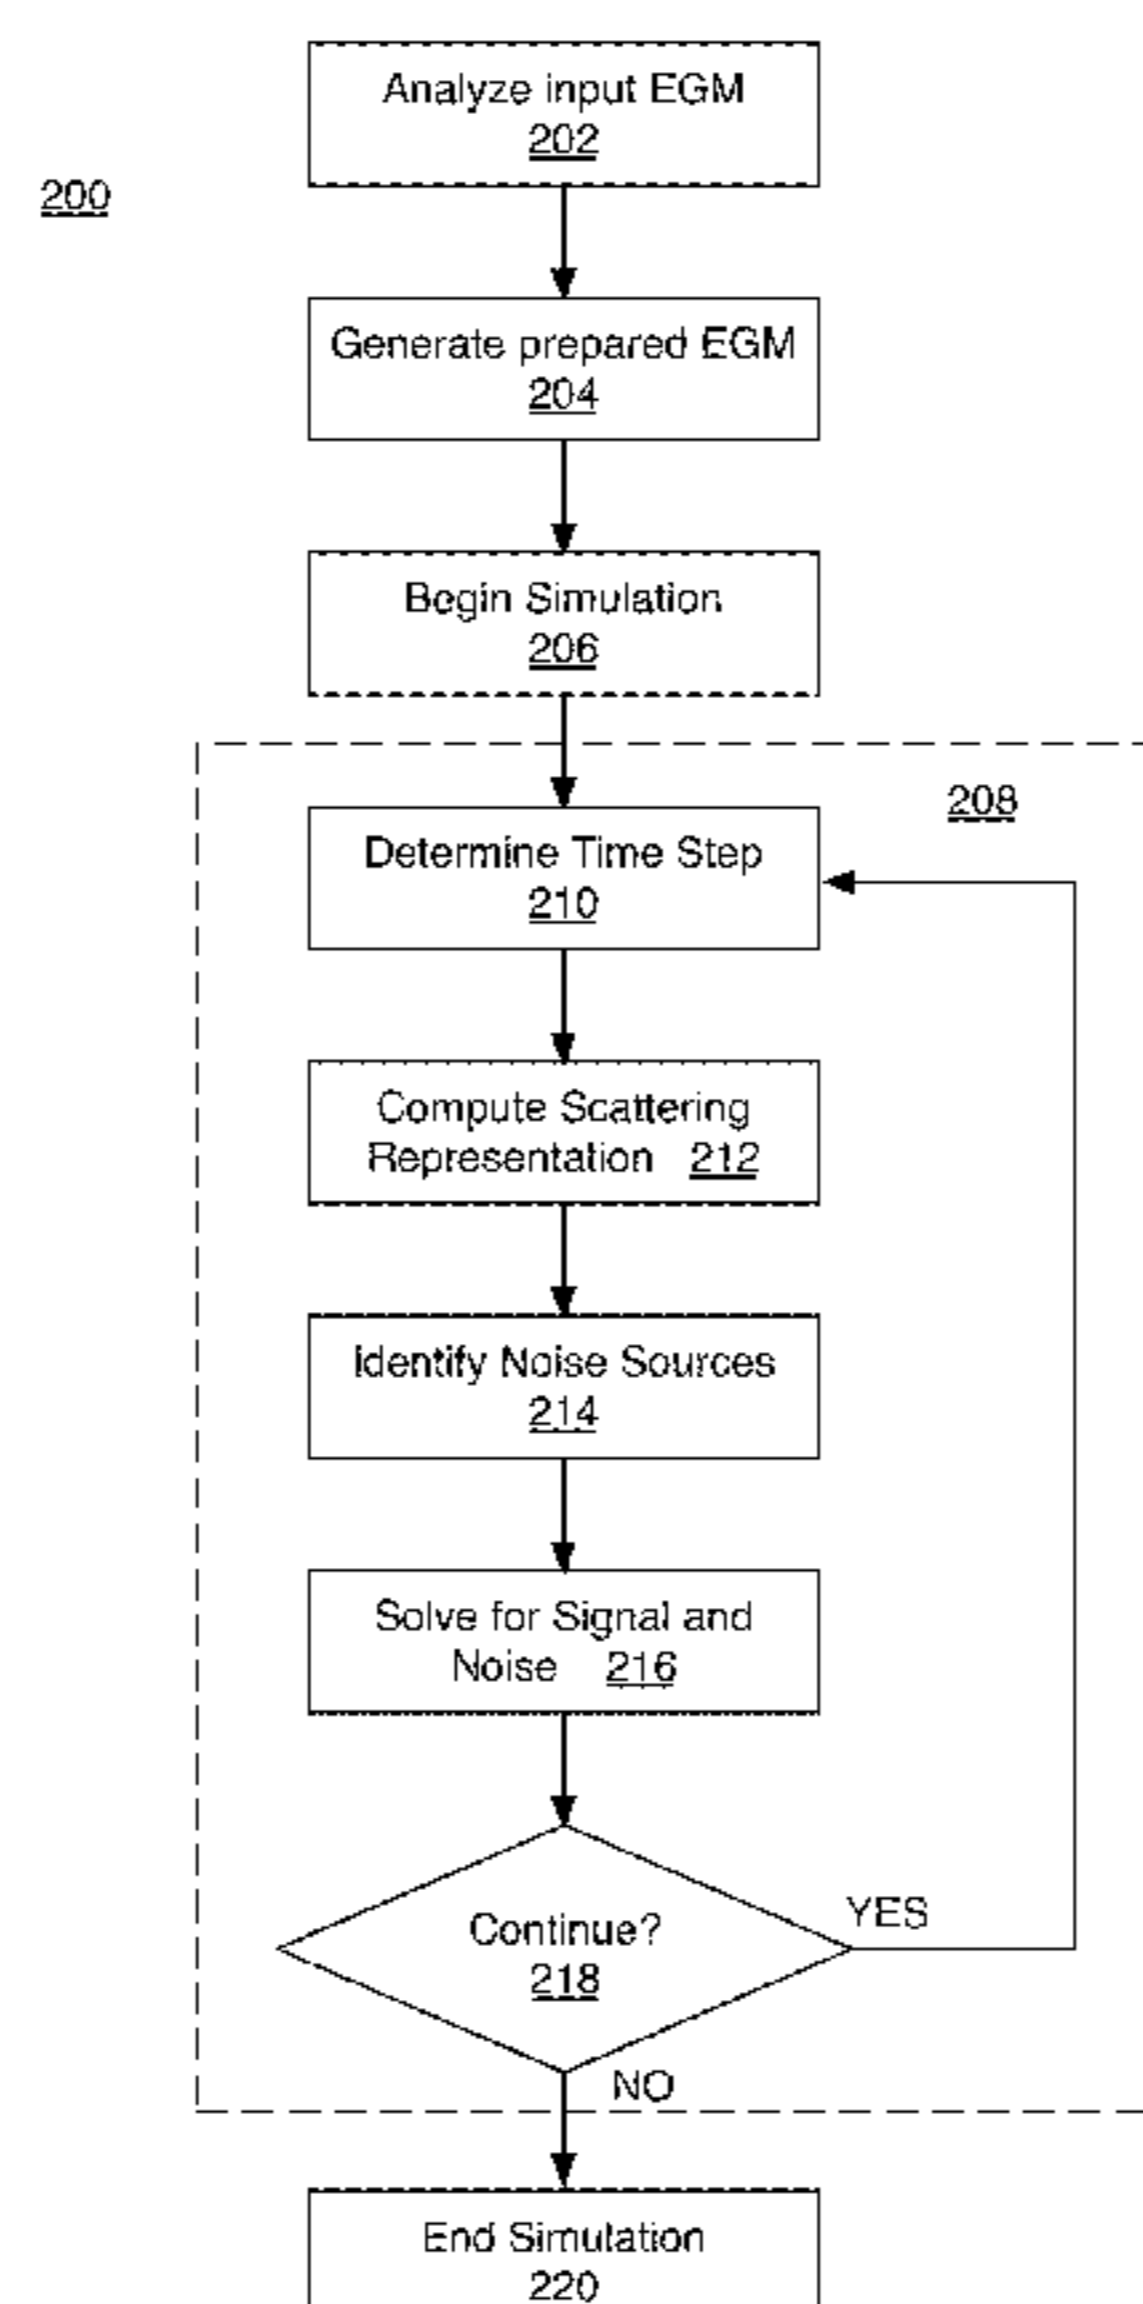 Analyze input EGM
202
200
Generate prepared EGM
204
Begin Simulation
206
208
Determine Time Step
210
Compute Scattering
Representation 212
Identify Noise Sources
214
Solve for Signal and
Noise 216
YES
Continue?
218
NO
End Simulation
220